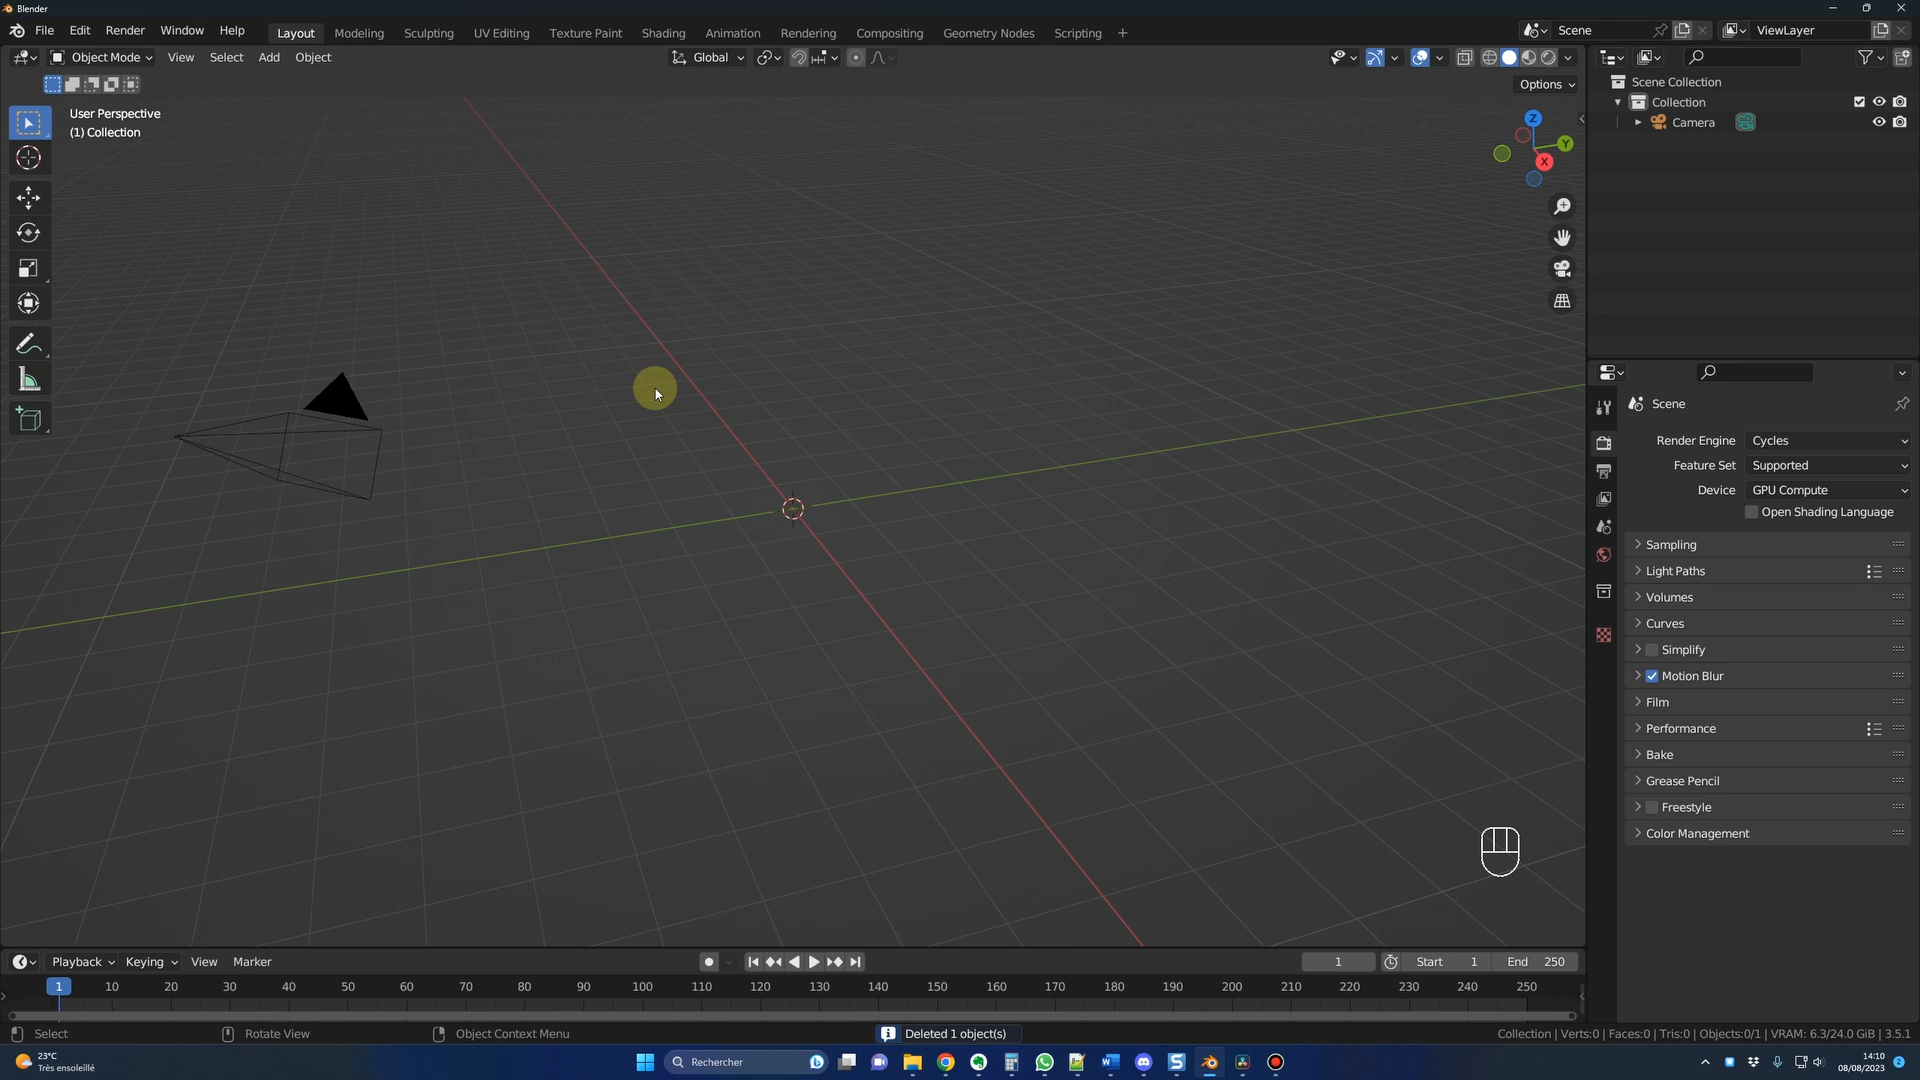 Blender
File Edit Render Window Help Layout Modeling Sculpting UV Editing Texture Paint Shading Animation Rendering Compositing Geometry Nodes Scripting + Scene ViewLayer
Object Mode View Select Add Object Global
Options
User Perspective
(1) Collection
Z
Y
X
Scene Collection
Collection
Camera
Scene
Render Engine Cycles
Feature Set Supported
Device GPU Compute
Open Shading Language
Sampling
Light Paths
Volumes
Curves
Simplify
Motion Blur
Film
Performance
Bake
Grease Pencil
Freestyle
Color Management
Playback Keying View Marker 1 Start 1 End 250
1 10 20 30 40 50 60 70 80 90 100 110 120 130 140 150 160 170 180 190 200 210 220 230 240 250
Select Rotate View Object Context Menu Deleted 1 object(s) Collection | Verts:0 | Faces:0 | Tris:0 | Objects:0/1 | VRAM: 6.3/24.0 GiB | 3.5.1
23°C
Très ensoleillé
Rechercher
14:10
08/08/2023
2